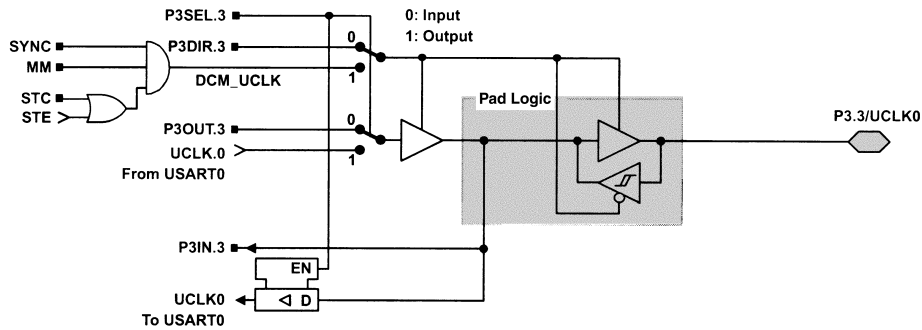 P3SEL.3
0: Input
1: Output
SYNC
P3DIR.3
0
MM
1
DCM_UCLK
STC
STE
Pad Logic
P3.3/UCLK0
P3OUT.3
0
UCLK.0
1
From USART0
P3IN.3
EN
UCLK0
D
To USART0